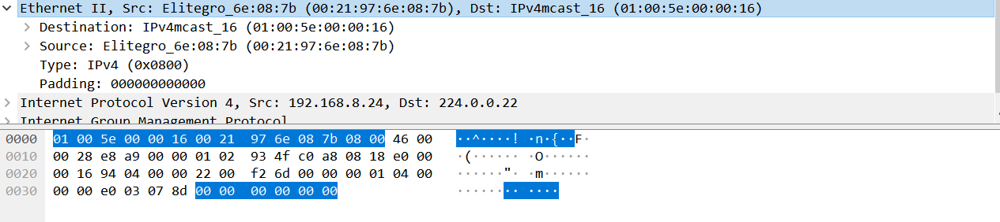 Ethernet II, Src: Elitegro_6e:08:7b (00:21:97:6e:08:7b), Dst: IPv4mcast_16 (01:00:5e:00:00:16)
Destination: IPv4mcast_16 (01:00:5e:00:00:16)
Source: Elitegro_6e:08:7b (00:21:97:6e:08:7b)
Type: IPv4 (0x0800)
Padding: 000000000000
Internet Protocol Version 4, Src: 192.168.8.24, Dst: 224.0.0.22
Internet Group Management Protocol
0000 01 00 5e 00 00 16 00 21 97 6e 08 7b 08 00 46 00 ··^····! ·n·{··F·
0010 00 28 e8 a9 00 00 01 02 93 4f c0 a8 08 18 e0 00 ·(······ ·O······
0020 00 16 94 04 00 00 22 00 f2 6d 00 00 00 01 04 00 ······"· ·m······
0030 00 00 e0 03 07 8d 00 00 00 00 00 00 ········ ····